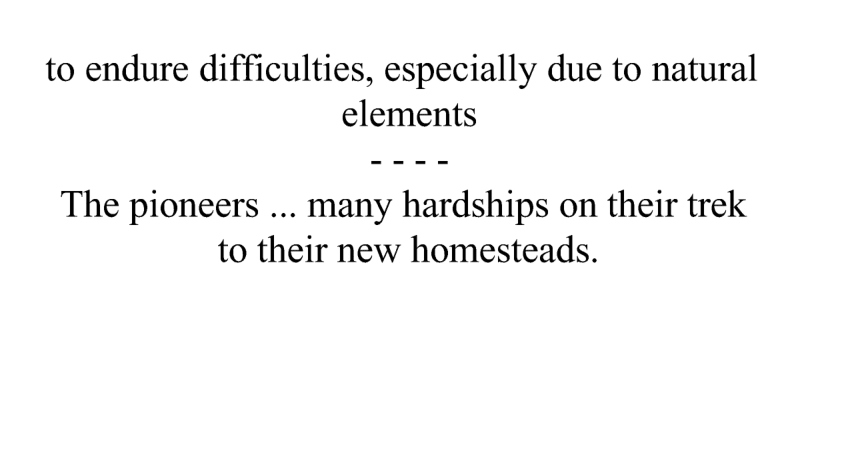 to endure difficulties, especially due to natural
elements
- - - -
The pioneers ... many hardships on their trek
to their new homesteads.